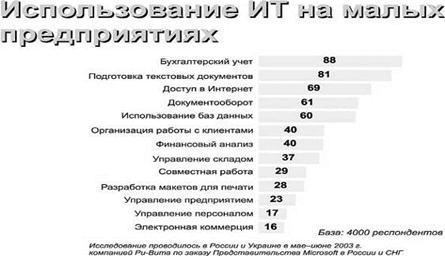 Использование ИТ на малых
предприятиях
Бухгалтерский учет 88
Подготовка текстовых документов 81
Доступ в Интернет 69
Документооборот 61
Использование баз данных 60
Организация работы с клиентами 40
Финансовый анализ 40
Управление складом 37
Совместная работа 29
Разработка макетов для печати 28
Управление предприятием 23
Управление персоналом 17
Электронная коммерция 16
База: 4000 респондентов
Исследование проводилось в России и Украине в мае–июне 2003 г.
компанией Ри-Вита по заказу Представительства Microsoft в России и СНГ